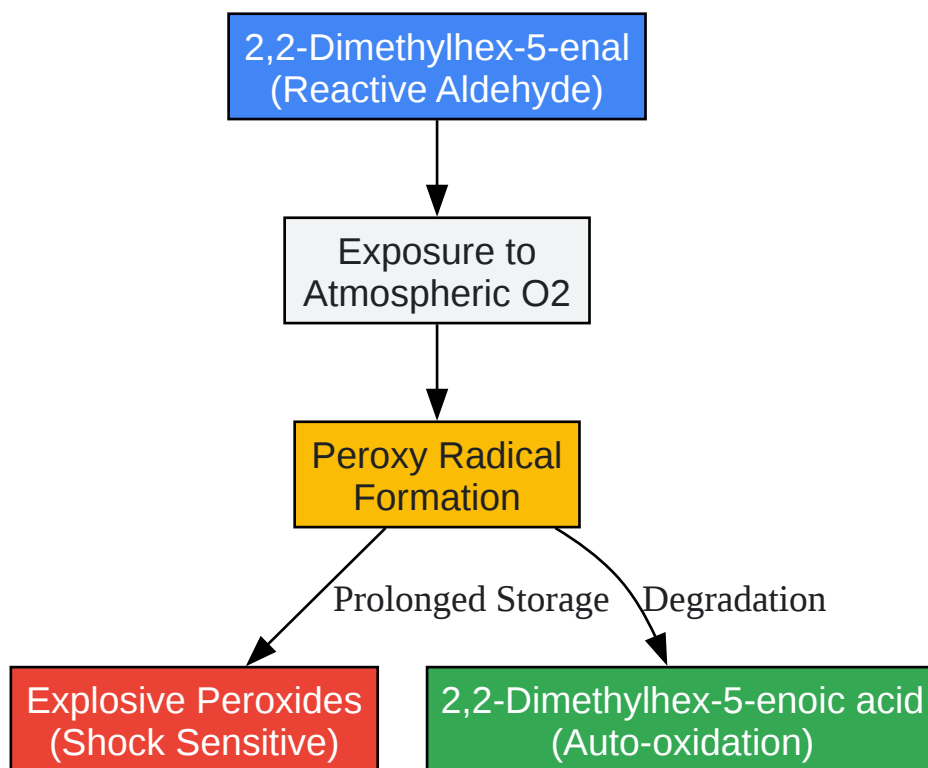 2,2-Dimethylhex-5-enal
(Reactive Aldehyde)
Exposure to
Atmospheric O2
Peroxy Radical
Formation
Prolonged Storage
Degradation
Explosive Peroxides
(Shock Sensitive)
2,2-Dimethylhex-5-enoic acid
(Auto-oxidation)